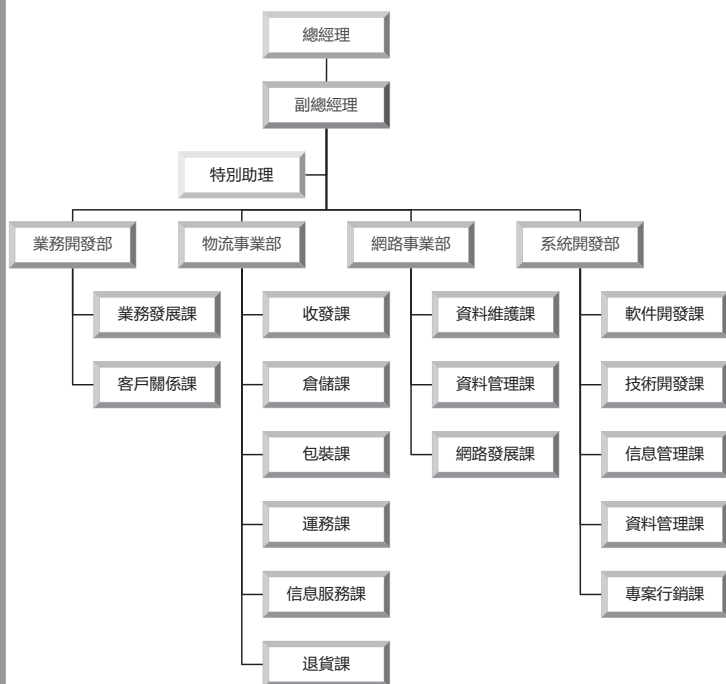 總經理
副總經理
特別助理
業務開發部
物流事業部
網路事業部
系統開發部
業務發展課
收發課
資料維護課
軟件開發課
客戶關係課
倉儲課
資料管理課
技術開發課
包裝課
網路發展課
信息管理課
運務課
資料管理課
信息服務課
專案行銷課
退貨課